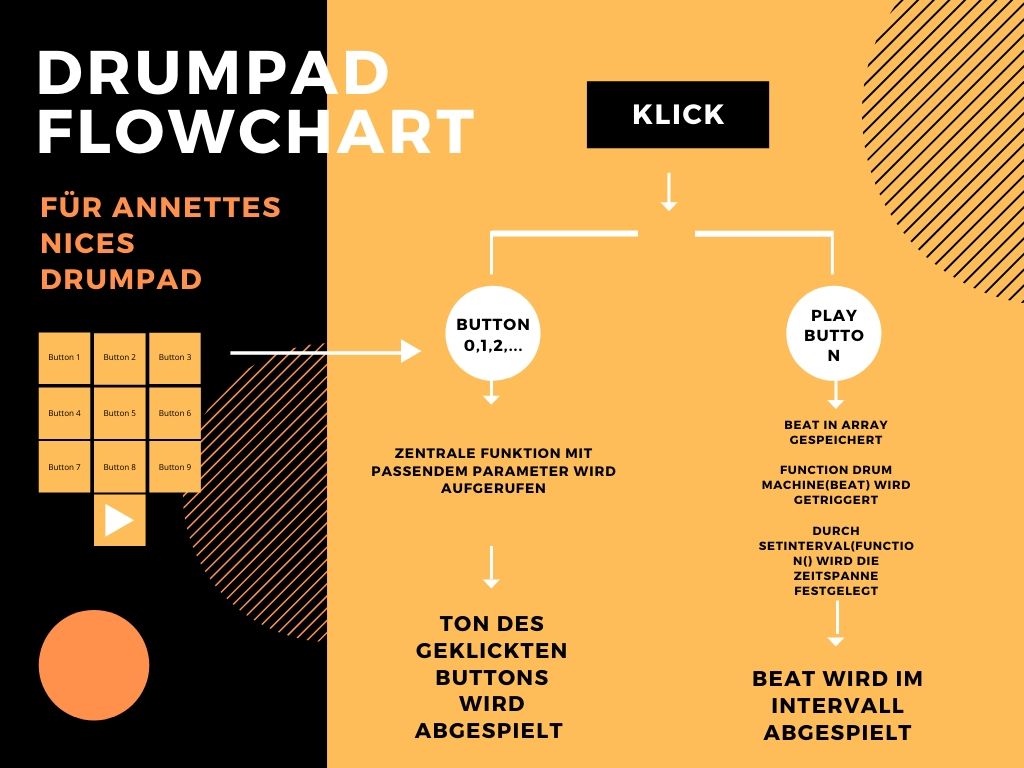 DRUMPAD
FLOWCHART
FÜR ANNETTES
NICES
DRUMPAD
Button 1
Button 2
Button 3
Button 4
Button 5
Button 6
Button 7
Button 8
Button 9
KLICK
BUTTON
0,1,2,...
ZENTRALE FUNKTION MIT
PASSENDEM PARAMETER WIRD
AUFGERUFEN
TON DES
GEKLICKTEN
BUTTONS
WIRD
ABGESPIELT
PLAY
BUTTO
N
BEAT IN ARRAY
GESPEICHERT
FUNCTION DRUM
MACHINE(BEAT) WIRD
GETRIGGERT
DURCH
SETINTERVAL(FUNCTIO
N() WIRD DIE
ZEITSPANNE
FESTGELEGT
BEAT WIRD IM
INTERVALL
ABGESPIELT